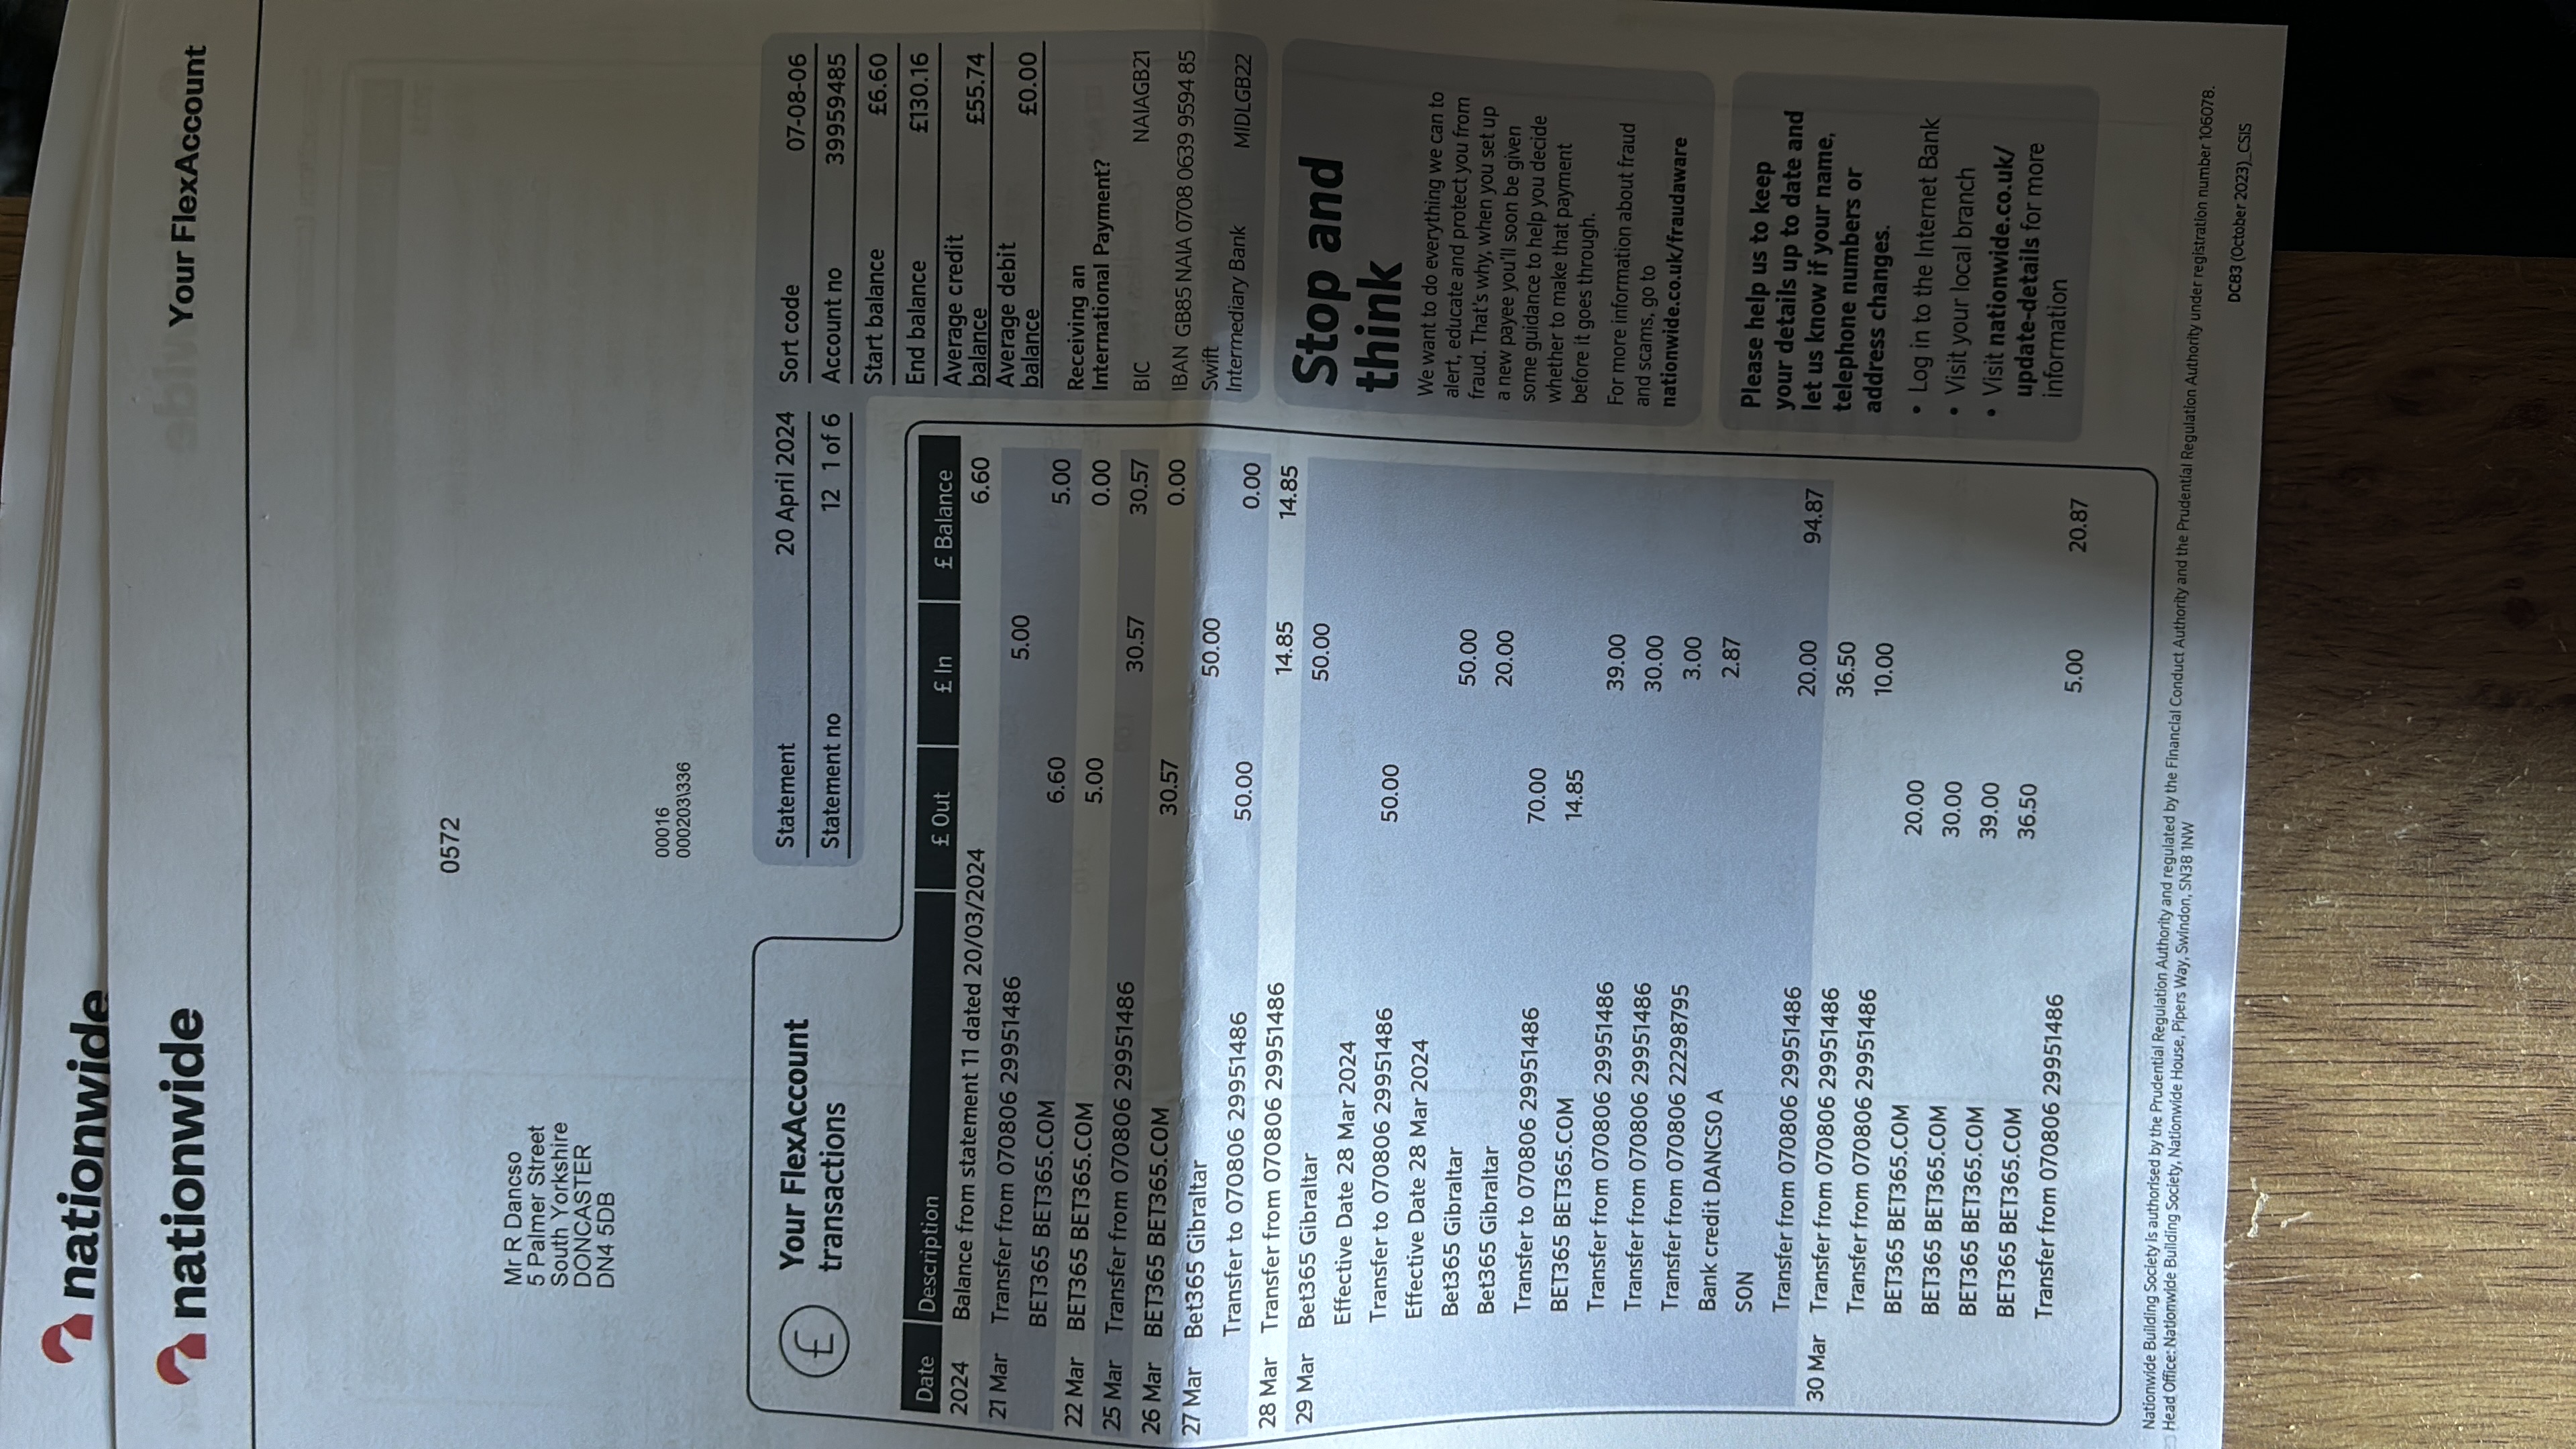 nationwide
nationwide
Your FlexAccount
0572
Mr R Dancso
5 Palmer Street
South Yorkshire
DONCASTER
DN4 5DB
00016
000203\336
Your FlexAccount
transactions
Statement 20 April 2024
Statement no 12 1 of 6
Sort code 07-08-06
Account no 39959485
Start balance £6.60
End balance £130.16
Average credit
balance £55.74
Average debit
balance £0.00
Receiving an
International Payment?
BIC NAIAGB21
IBAN GB85 NAIA 0708 0639 9594 85
Swift
Intermediary Bank MIDLGB22
Date Description £ Out £ In £ Balance
2024 Balance from statement 11 dated 20/03/2024 6.60
21 Mar Transfer from 070806 29951486 5.00
BET365 BET365.COM 6.60 5.00
22 Mar BET365 BET365.COM 5.00 0.00
25 Mar Transfer from 070806 29951486 30.57 30.57
26 Mar BET365 BET365.COM 30.57 0.00
27 Mar Bet365 Gibraltar 50.00
Transfer to 070806 29951486 50.00 0.00
28 Mar Transfer from 070806 29951486 14.85 14.85
29 Mar Bet365 Gibraltar 50.00
Effective Date 28 Mar 2024
Transfer to 070806 29951486 50.00
Effective Date 28 Mar 2024
Bet365 Gibraltar 50.00
Bet365 Gibraltar 20.00
Transfer to 070806 29951486 70.00
BET365 BET365.COM 14.85
Transfer from 070806 29951486 39.00
Transfer from 070806 29951486 30.00
Transfer from 070806 22298795 3.00
Bank credit DANCSO A 2.87
SON
Transfer from 070806 29951486 20.00 94.87
30 Mar Transfer from 070806 29951486 36.50
Transfer from 070806 29951486 10.00
BET365 BET365.COM 20.00
BET365 BET365.COM 30.00
BET365 BET365.COM 39.00
BET365 BET365.COM 36.50
Transfer from 070806 29951486 5.00 20.87
Stop and
think
We want to do everything we can to
alert, educate and protect you from
fraud. That's why, when you set up
a new payee you'll soon be given
some guidance to help you decide
whether to make that payment
before it goes through.
For more information about fraud
and scams, go to
nationwide.co.uk/fraudaware
Please help us to keep
your details up to date and
let us know if your name,
telephone numbers or
address changes.
• Log in to the Internet Bank
• Visit your local branch
• Visit nationwide.co.uk/
update-details for more
information
Nationwide Building Society is authorised by the Prudential Regulation Authority and regulated by the Financial Conduct Authority and the Prudential Regulation Authority under registration number 106078.
Head Office: Nationwide Building Society, Nationwide House, Pipers Way, Swindon, SN38 1NW
DC83 (October 2023)_CSIS